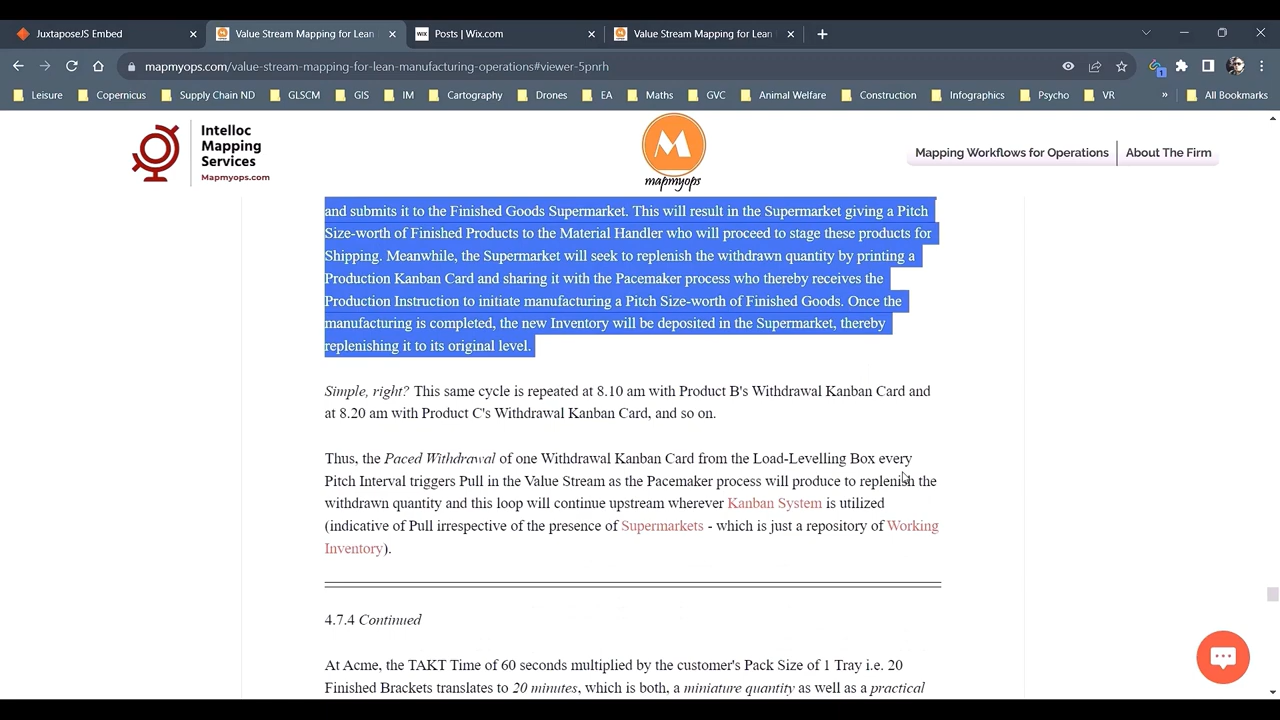 JuxtaposeJS Embed
Value Stream Mapping for Lean
Posts | Wix.com
Value Stream Mapping for Lean
mapmyops.com/value-stream-mapping-for-lean-manufacturing-operations#viewer-5pnrh
Leisure Copernicus Supply Chain ND GLSCM GIS IM Cartography Drones EA Maths GVC Animal Welfare Construction Infographics Psycho VR » All Bookmarks
Intelloc
Mapping
Services
Mapmyops.com
M
mapmyops
Mapping Workflows for Operations
About The Firm
and submits it to the Finished Goods Supermarket. This will result in the Supermarket giving a Pitch
Size-worth of Finished Products to the Material Handler who will proceed to stage these products for
Shipping. Meanwhile, the Supermarket will seek to replenish the withdrawn quantity by printing a
Production Kanban Card and sharing it with the Pacemaker process who thereby receives the
Production Instruction to initiate manufacturing a Pitch Size-worth of Finished Goods. Once the
manufacturing is completed, the new Inventory will be deposited in the Supermarket, thereby
replenishing it to its original level.
Simple, right? This same cycle is repeated at 8.10 am with Product B's Withdrawal Kanban Card and
at 8.20 am with Product C's Withdrawal Kanban Card, and so on.
Thus, the Paced Withdrawal of one Withdrawal Kanban Card from the Load-Levelling Box every
Pitch Interval triggers Pull in the Value Stream as the Pacemaker process will produce to replenish the
withdrawn quantity and this loop will continue upstream wherever Kanban System is utilized
(indicative of Pull irrespective of the presence of Supermarkets - which is just a repository of Working
Inventory).
4.7.4 Continued
At Acme, the TAKT Time of 60 seconds multiplied by the customer's Pack Size of 1 Tray i.e. 20
Finished Brackets translates to 20 minutes, which is both, a miniature quantity as well as a practical